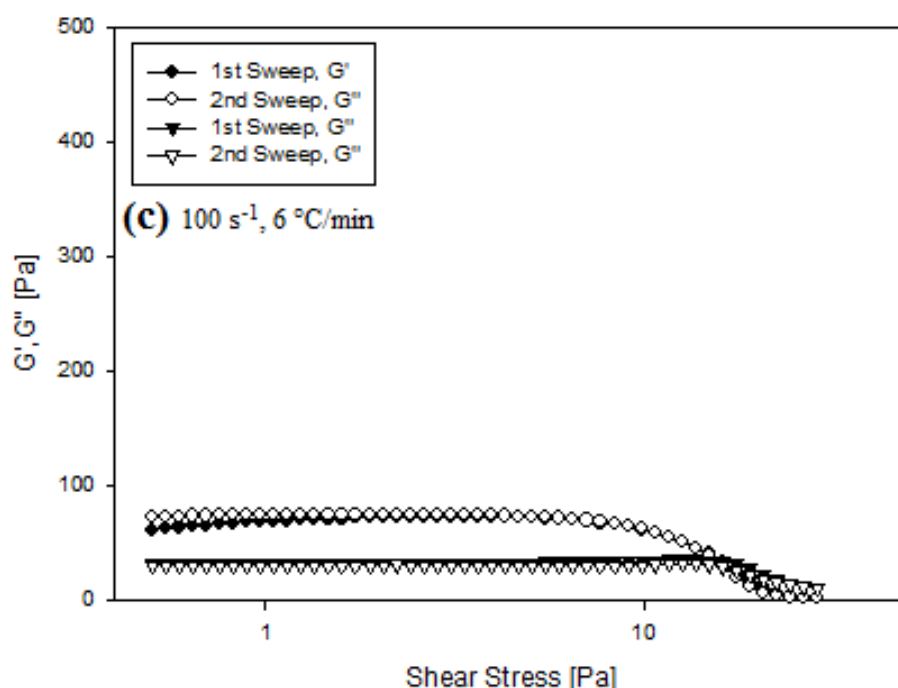 500
1st Sweep, G'
2nd Sweep, G"
1st Sweep, G"
2nd Sweep, G"
400
(c) 100 s⁻¹, 6 °C/min
300
G',G" [Pa]
200
100
0
1 10
Shear Stress [Pa]